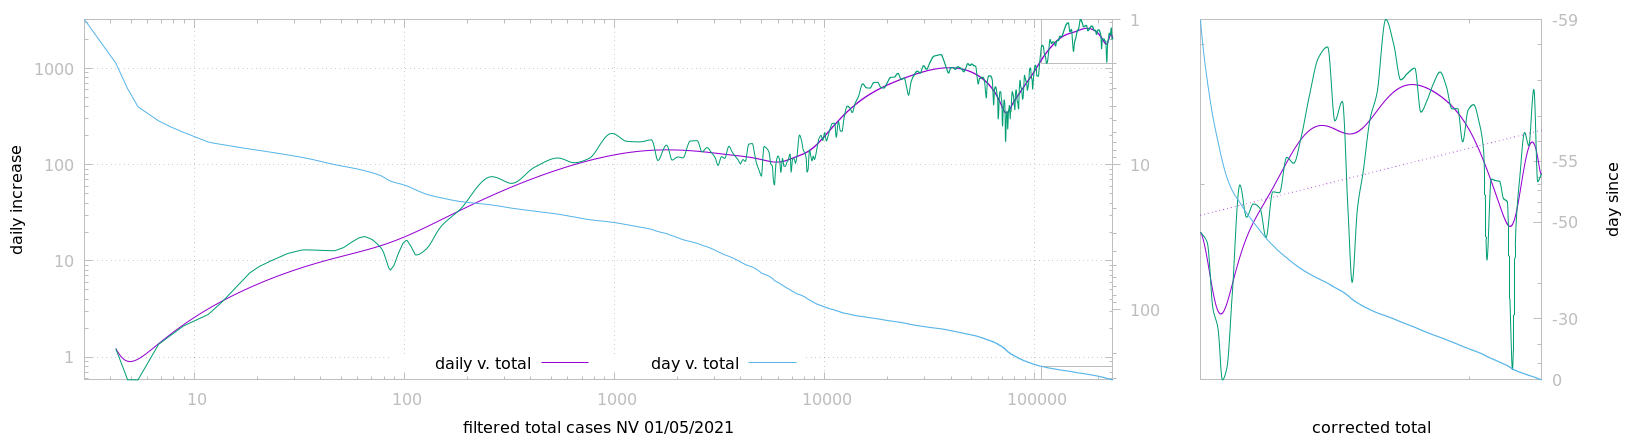 daily increase
1000
100
10
1
10
100
1000
10000
100000
filtered total cases NV 01/05/2021
daily v. total
day v. total
1
10
100
corrected total
-59
-55
-50
-30
0
day since